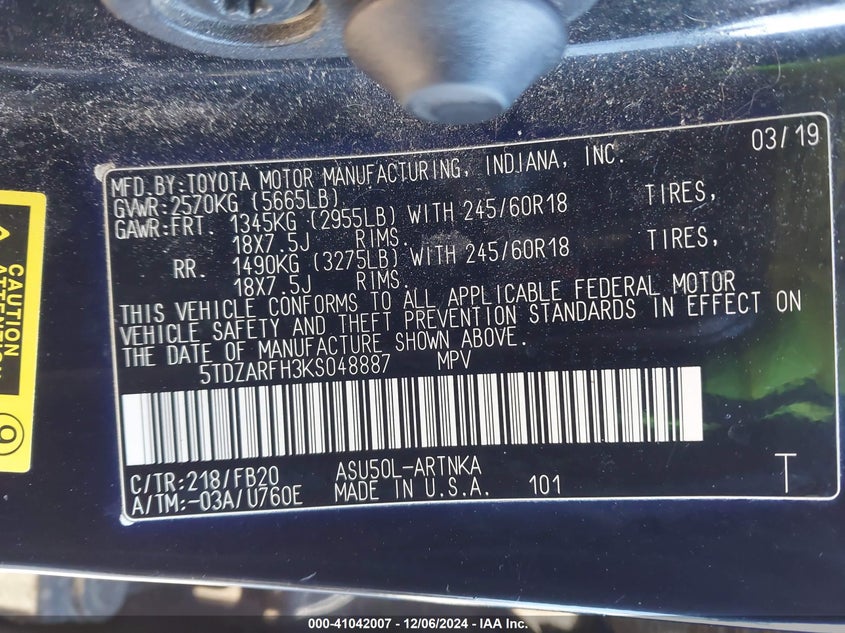 03/19
MFD.BY:TOYOTA MOTOR MANUFACTURING, INDIANA, INC.
GVWR:2570KG (5665LB)
GAWR:FRT. 1345KG (2955LB) WITH 245/60R18 TIRES,
18X7.5J RIMS.
RR. 1490KG (3275LB) WITH 245/60R18 TIRES,
18X7.5J RIMS.
THIS VEHICLE CONFORMS TO ALL APPLICABLE FEDERAL MOTOR
VEHICLE SAFETY AND THEFT PREVENTION STANDARDS IN EFFECT ON
THE DATE OF MANUFACTURE SHOWN ABOVE.
5TDZARFH3KS048887 MPV
C/TR:218/FB20 ASU50L-ARTNKA
A/TM:-03A/U760E MADE IN U.S.A. 101 T
CAUTION
ATTENTION
000-41042007 - 12/06/2024 - IAA Inc.